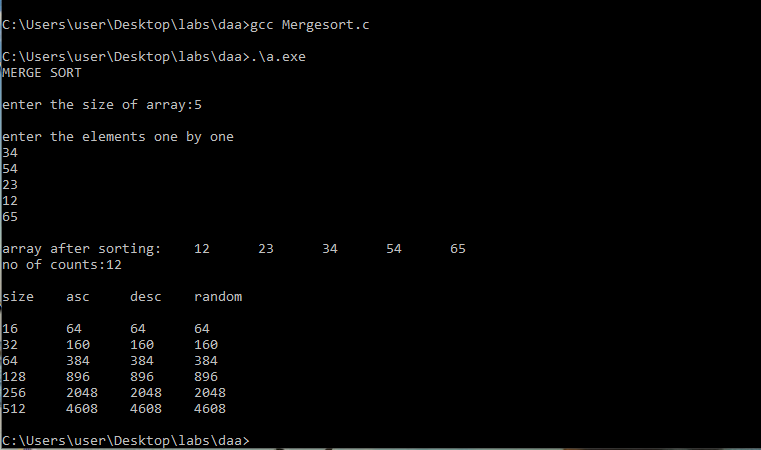 C:\Users\user\Desktop\labs\daa>gcc Mergesort.c
C:\Users\user\Desktop\labs\daa>.\a.exe
MERGE SORT
enter the size of array:5
enter the elements one by one
34
54
23
12
65
array after sorting: 12 23 34 54 65
no of counts:12
size asc desc random
16 64 64 64
32 160 160 160
64 384 384 384
128 896 896 896
256 2048 2048 2048
512 4608 4608 4608
C:\Users\user\Desktop\labs\daa>